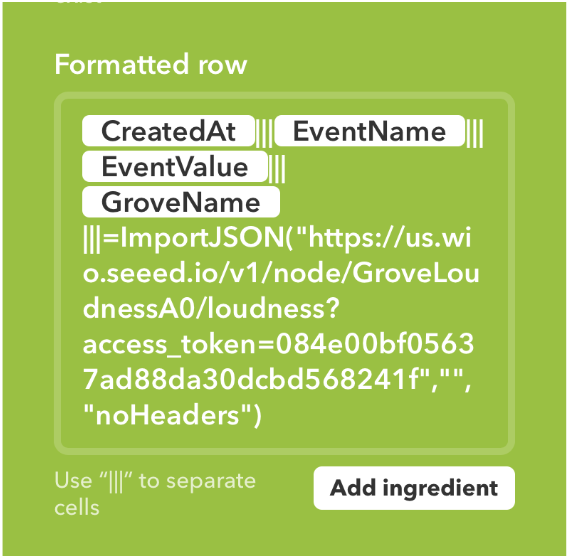 Formatted row
CreatedAt ||| EventName |||
EventValue |||
GroveName
|||=ImportJSON("https://us.wi
o.seeed.io/v1/node/GroveLou
dnessA0/loudness?
access_token=084e00bf0563
7ad88da30dcbd568241f","",
"noHeaders")
Use “|||” to separate
cells
Add ingredient